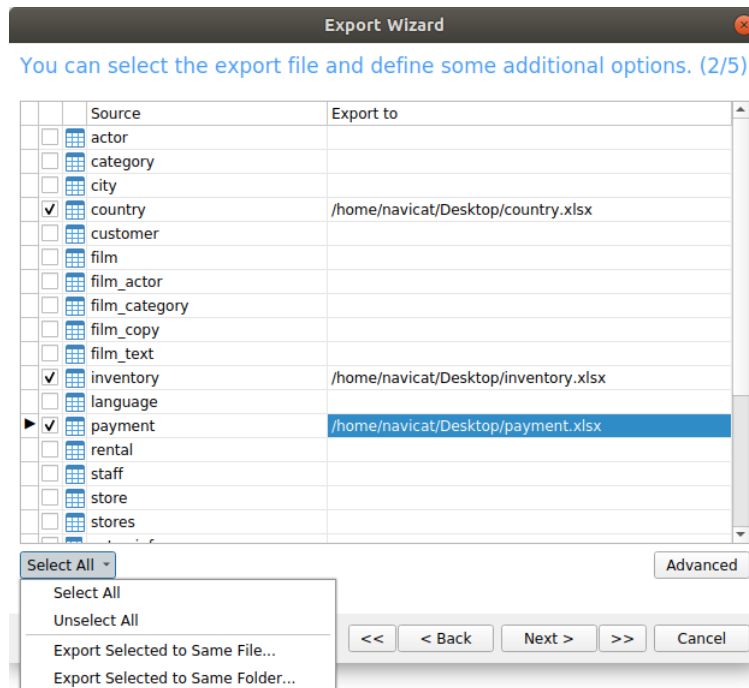 Export Wizard
You can select the export file and define some additional options. (2/5)
Source Export to
actor
category
city
country /home/navicat/Desktop/country.xlsx
customer
film
film_actor
film_category
film_copy
film_text
inventory /home/navicat/Desktop/inventory.xlsx
language
payment /home/navicat/Desktop/payment.xlsx
rental
staff
store
stores
Select All Advanced
Select All
Unselect All
Export Selected to Same File...
<< < Back Next > >> Cancel
Export Selected to Same Folder...